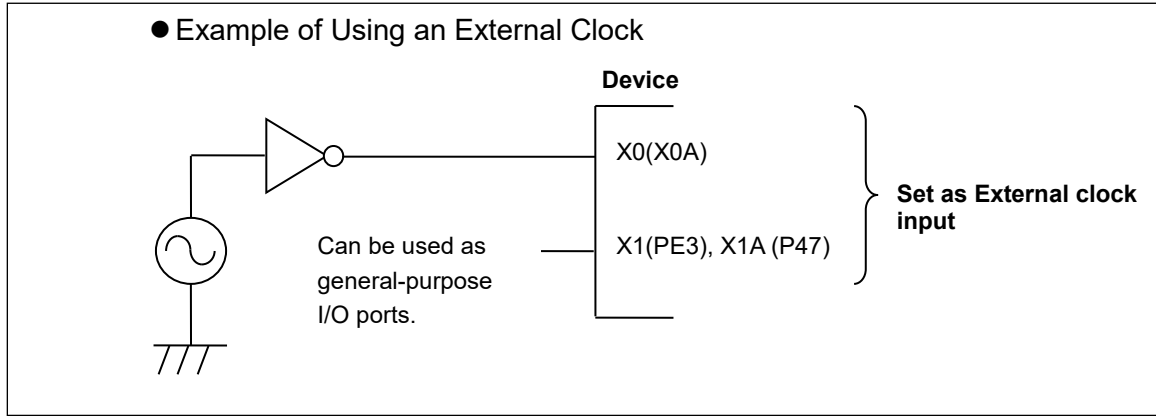 ● Example of Using an External Clock
Device
X0(X0A)
Set as External clock
input
Can be used as
general-purpose
I/O ports.
X1(PE3), X1A (P47)